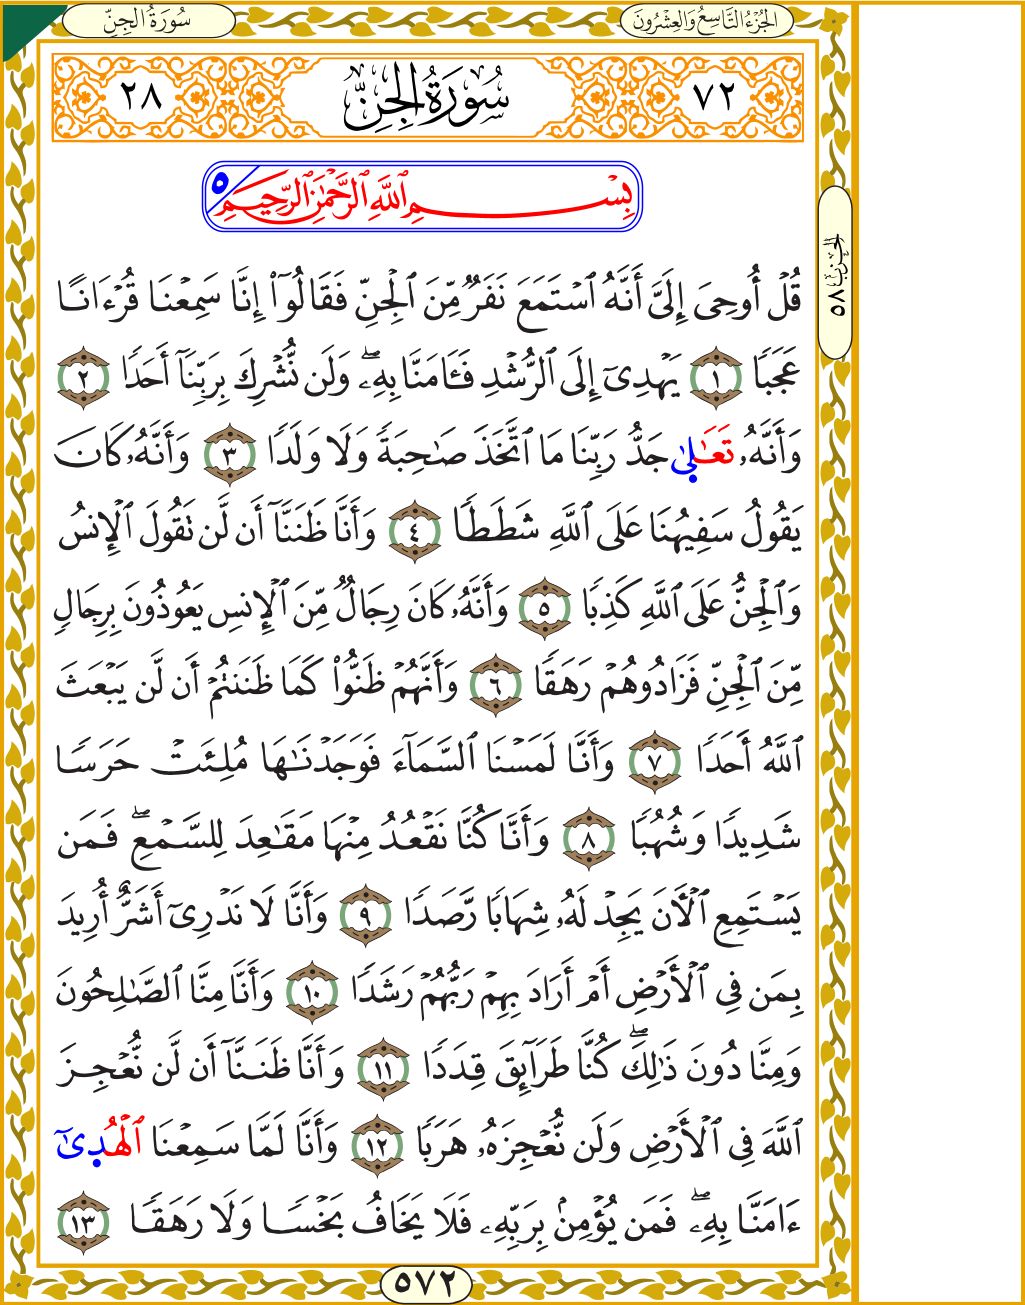 سُورَةُ الجِنِّ
الجُزْءُ التَّاسِعُ وَالعِشْرُونَ
٢٨
سُورَةُ الجِنِّ
٧٢
٥
بِسْمِ ٱللَّهِ ٱلرَّحْمَٰنِ ٱلرَّحِيمِ
الحزب
٥٨
قُلْ أُوحِىَ إِلَىَّ أَنَّهُ ٱسْتَمَعَ نَفَرٌ مِّنَ ٱلْجِنِّ فَقَالُوٓا۟ إِنَّا سَمِعْنَا قُرْءَانًا
عَجَبًا ١ يَهْدِىٓ إِلَى ٱلرُّشْدِ فَـَٔامَنَّا بِهِۦۖ وَلَن نُّشْرِكَ بِرَبِّنَآ أَحَدًا ٢
وَأَنَّهُۥ تَعَٰلىٰ جَدُّ رَبِّنَا مَا ٱتَّخَذَ صَٰحِبَةً وَلَا وَلَدًا ٣ وَأَنَّهُۥ كَانَ
يَقُولُ سَفِيهُنَا عَلَى ٱللَّهِ شَطَطًا ٤ وَأَنَّا ظَنَنَّآ أَن لَّن تَقُولَ ٱلْإِنسُ
وَٱلْجِنُّ عَلَى ٱللَّهِ كَذِبًا ٥ وَأَنَّهُۥ كَانَ رِجَالٌ مِّنَ ٱلْإِنسِ يَعُوذُونَ بِرِجَالٍ
مِّنَ ٱلْجِنِّ فَزَادُوهُمْ رَهَقًا ٦ وَأَنَّهُمْ ظَنُّوا۟ كَمَا ظَنَنتُمْ أَن لَّن يَبْعَثَ
ٱللَّهُ أَحَدًا ٧ وَأَنَّا لَمَسْنَا ٱلسَّمَآءَ فَوَجَدْنَٰهَا مُلِئَتْ حَرَسًا
شَدِيدًا وَشُهُبًا ٨ وَأَنَّا كُنَّا نَقْعُدُ مِنْهَا مَقَٰعِدَ لِلسَّمْعِۖ فَمَن
يَسْتَمِعِ ٱلْـَٔانَ يَجِدْ لَهُۥ شِهَابًا رَّصَدًا ٩ وَأَنَّا لَا نَدْرِىٓ أَشَرٌّ أُرِيدَ
بِمَن فِى ٱلْأَرْضِ أَمْ أَرَادَ بِهِمْ رَبُّهُمْ رَشَدًا ١٠ وَأَنَّا مِنَّا ٱلصَّٰلِحُونَ
وَمِنَّا دُونَ ذَٰلِكَۖ كُنَّا طَرَآئِقَ قِدَدًا ١١ وَأَنَّا ظَنَنَّآ أَن لَّن نُّعْجِزَ
ٱللَّهَ فِى ٱلْأَرْضِ وَلَن نُّعْجِزَهُۥ هَرَبًا ١٢ وَأَنَّا لَمَّا سَمِعْنَا ٱلْهُدىٰٓ
ءَامَنَّا بِهِۦۖ فَمَن يُؤْمِنۢ بِرَبِّهِۦ فَلَا يَخَافُ بَخْسًا وَلَا رَهَقًا ١٣
٥٧٢